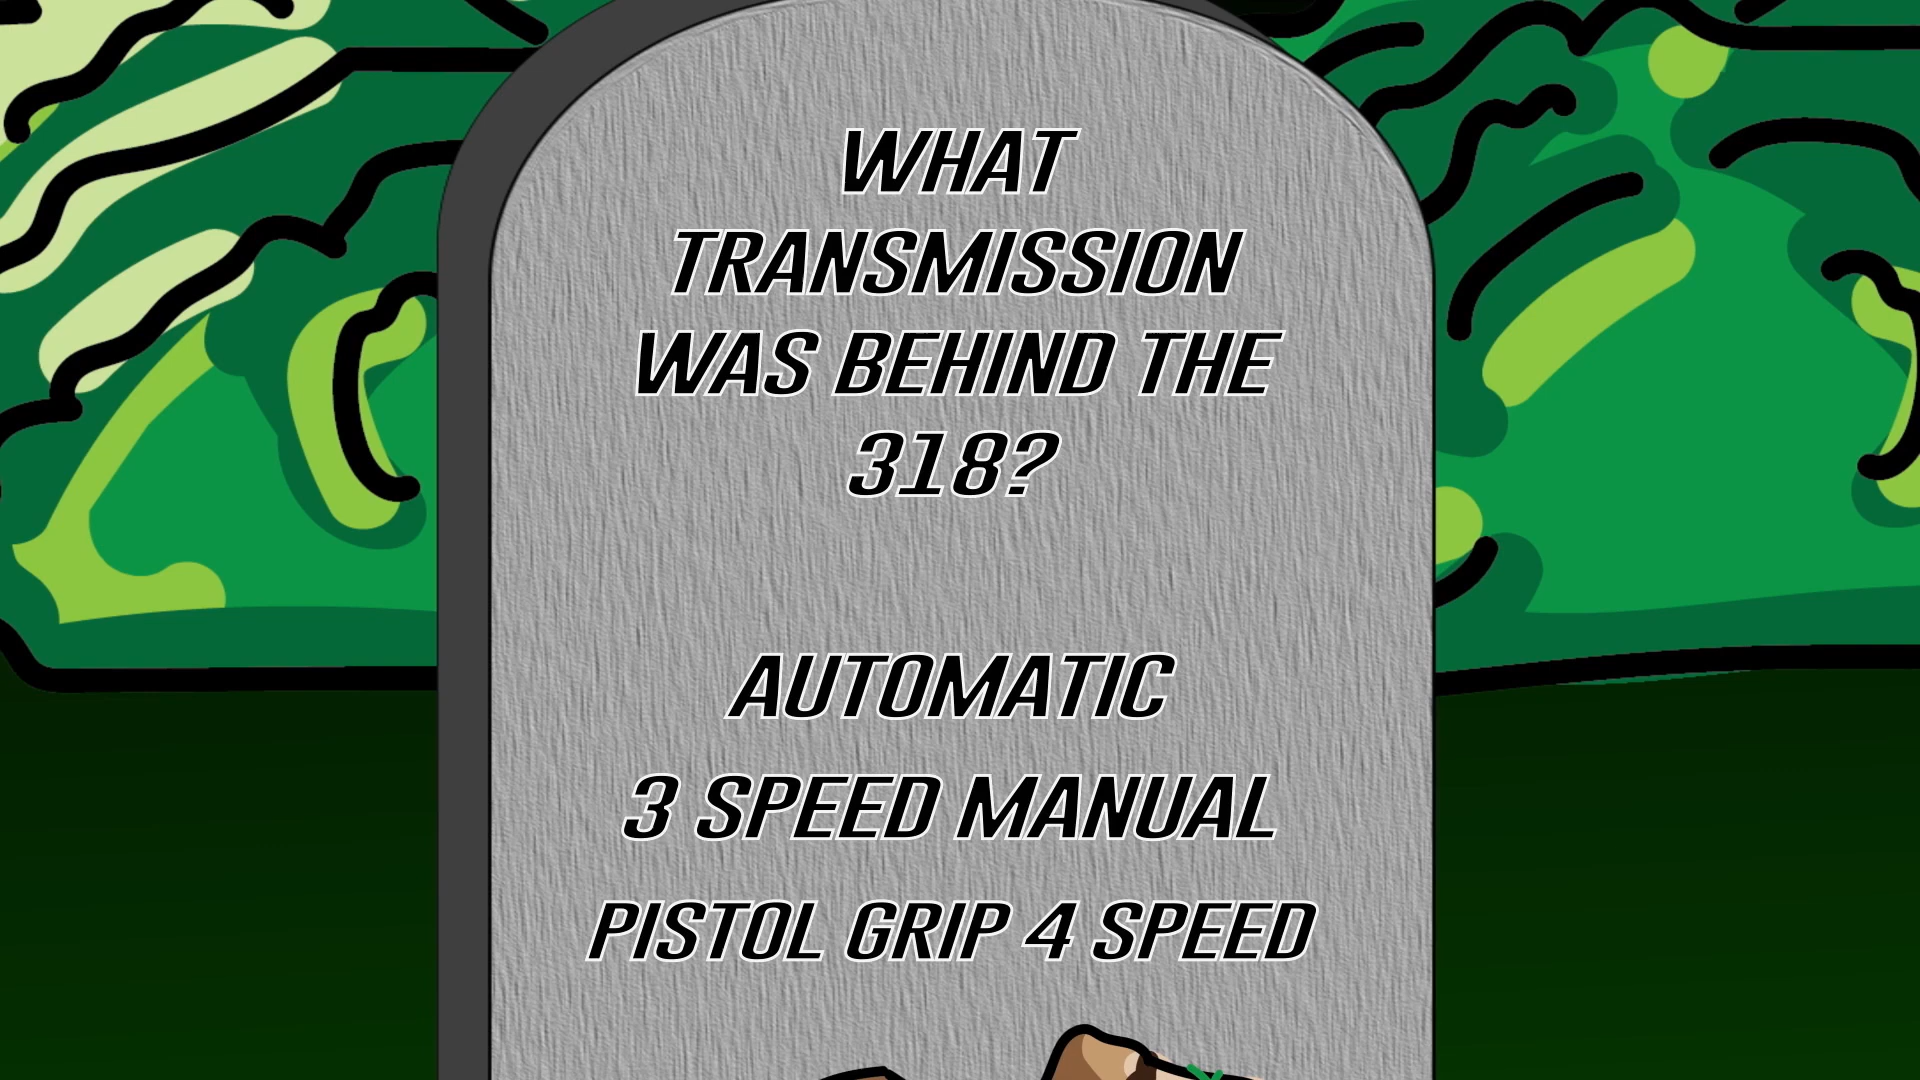 WHAT
TRANSMISSION
WAS BEHIND THE
318?
AUTOMATIC
3 SPEED MANUAL
PISTOL GRIP 4 SPEED